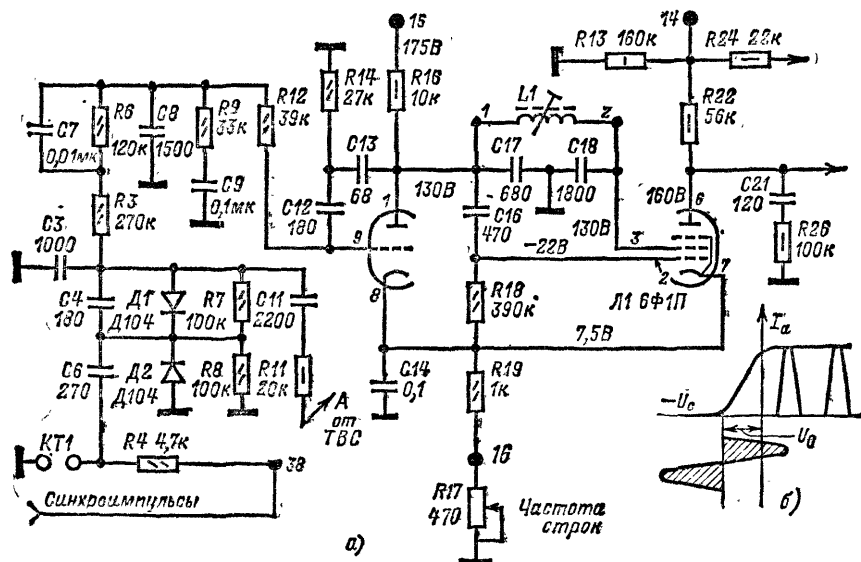 15
14
175В
R13 160к
R24 22к
R14
27к
R16
10к
L1
1
2
R6
120к
C8
1500
R9
33к
R12
39к
C7
0,01мк
C13
68
R22
56к
C17
680
C18
1800
130В
R3
270к
C9
0,1мк
C12
180
1
9
8
C16
470
130В
160В
6
C21
120
C3
1000
-22В
3
2
7
R26
100к
C4
180
Д1
Д104
R7
100к
C11
2200
R18
390к
Л1 6Ф1П
7,5В
Iа
C6
270
Д2
Д104
R8
100к
R11
20к
C14
0,1
R19
1к
-Uc
А
от
ТВС
КТ1
R4 4,7к
38
16
U0
Синхроимпульсы
R17
470
Частота
строк
а)
б)